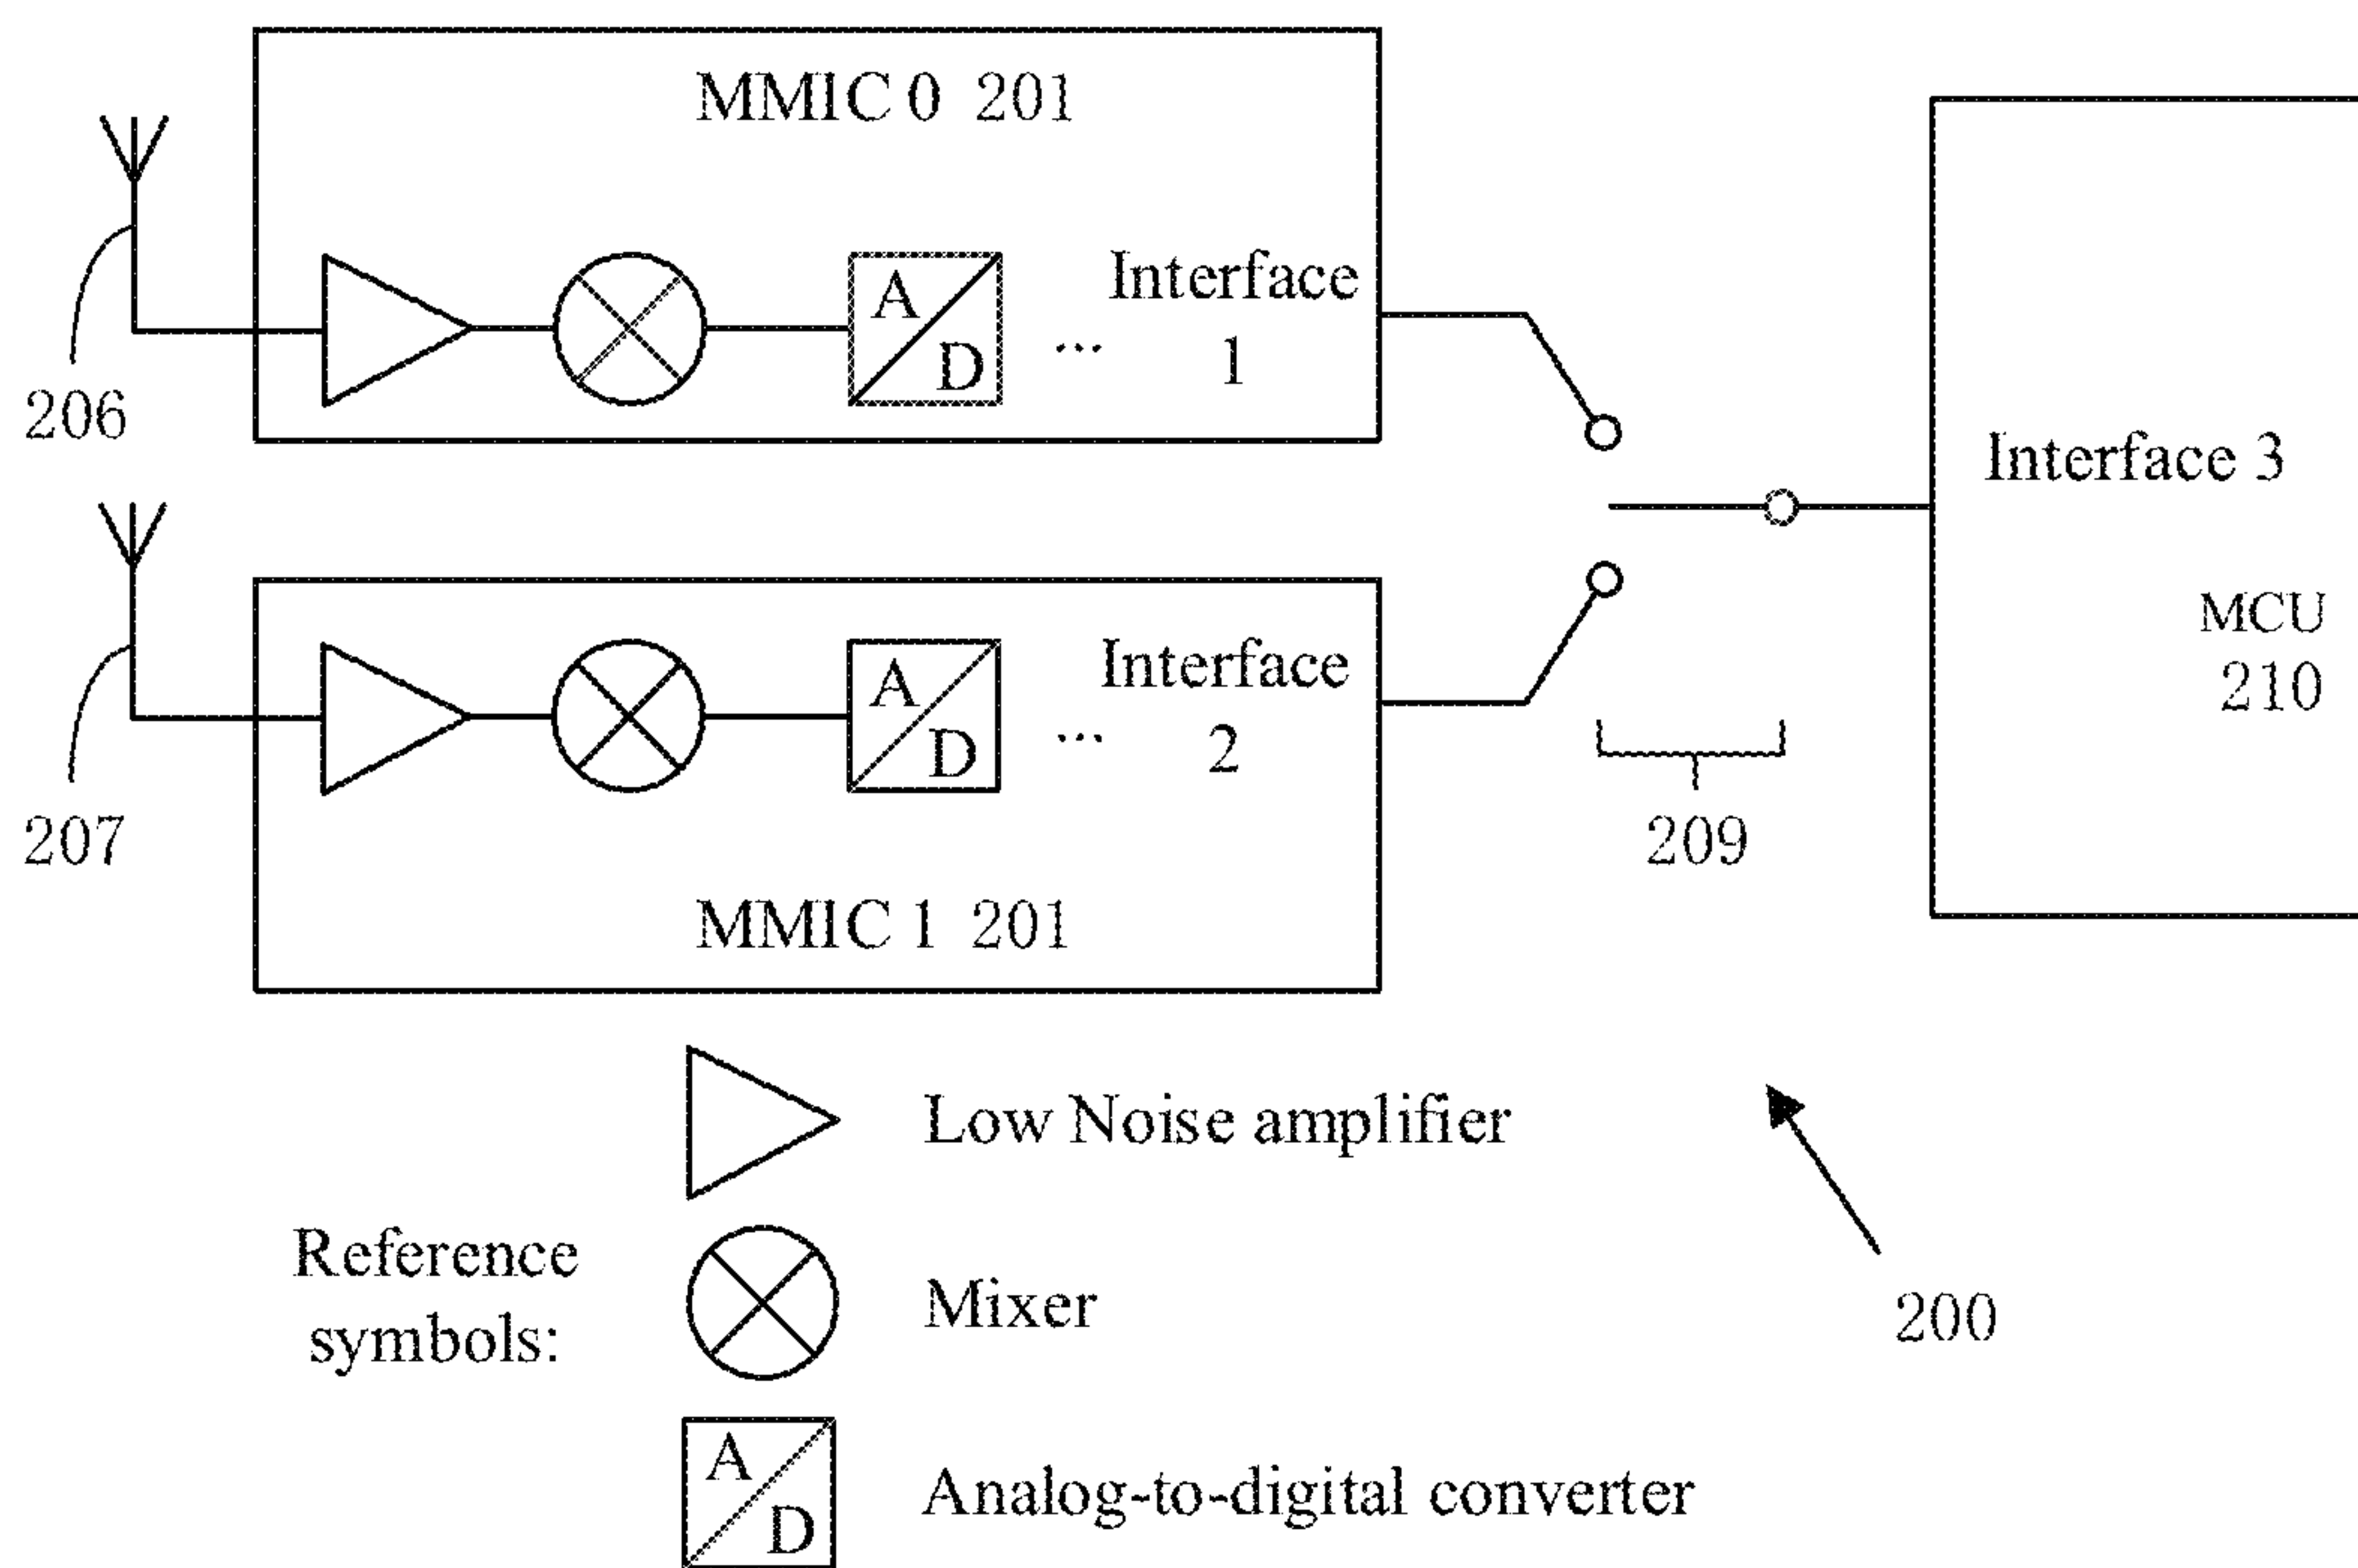 MMIC 0 201
206
A
D
...
Interface
1
Interface 3
MCU
210
207
A
D
...
Interface
2
209
MMIC 1 201
Low Noise amplifier
Reference
symbols:
Mixer
200
A
D
Analog-to-digital converter